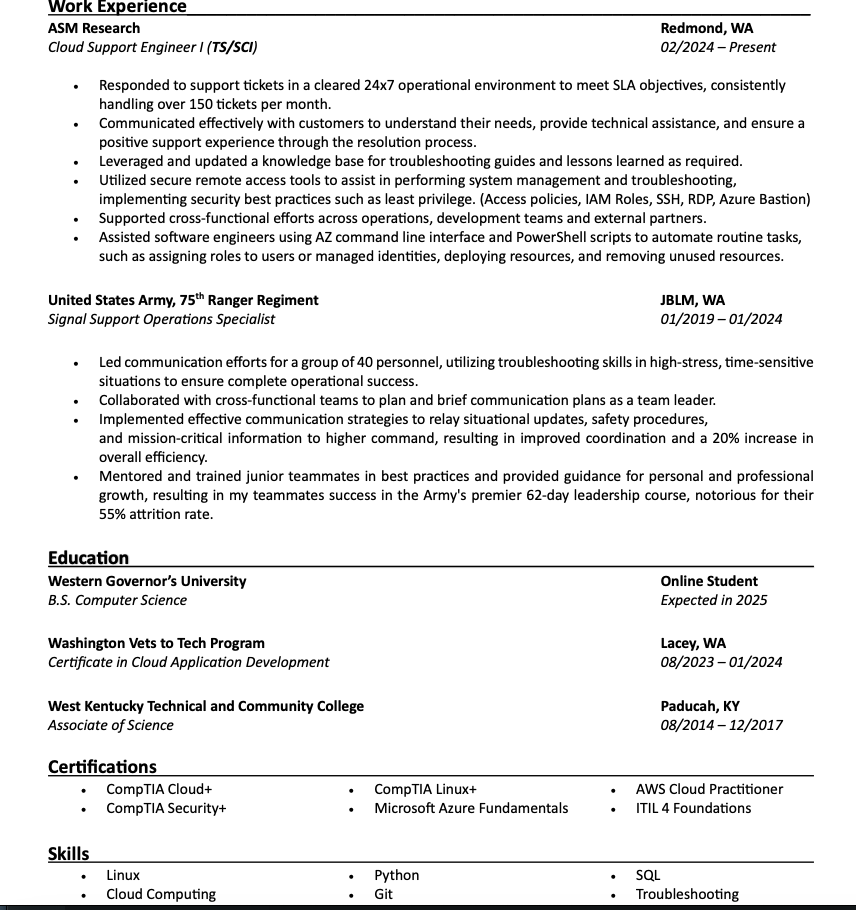 Work Experience
ASM Research Redmond, WA
Cloud Support Engineer I (TS/SCI) 02/2024 – Present
• Responded to support tickets in a cleared 24x7 operational environment to meet SLA objectives, consistently
handling over 150 tickets per month.
• Communicated effectively with customers to understand their needs, provide technical assistance, and ensure a
positive support experience through the resolution process.
• Leveraged and updated a knowledge base for troubleshooting guides and lessons learned as required.
• Utilized secure remote access tools to assist in performing system management and troubleshooting,
implementing security best practices such as least privilege. (Access policies, IAM Roles, SSH, RDP, Azure Bastion)
• Supported cross-functional efforts across operations, development teams and external partners.
• Assisted software engineers using AZ command line interface and PowerShell scripts to automate routine tasks,
such as assigning roles to users or managed identities, deploying resources, and removing unused resources.
United States Army, 75th Ranger Regiment JBLM, WA
Signal Support Operations Specialist 01/2019 – 01/2024
• Led communication efforts for a group of 40 personnel, utilizing troubleshooting skills in high-stress, time-sensitive
situations to ensure complete operational success.
• Collaborated with cross-functional teams to plan and brief communication plans as a team leader.
• Implemented effective communication strategies to relay situational updates, safety procedures,
and mission-critical information to higher command, resulting in improved coordination and a 20% increase in
overall efficiency.
• Mentored and trained junior teammates in best practices and provided guidance for personal and professional
growth, resulting in my teammates success in the Army's premier 62-day leadership course, notorious for their
55% attrition rate.
Education
Western Governor’s University Online Student
B.S. Computer Science Expected in 2025
Washington Vets to Tech Program Lacey, WA
Certificate in Cloud Application Development 08/2023 – 01/2024
West Kentucky Technical and Community College Paducah, KY
Associate of Science 08/2014 – 12/2017
Certifications
• CompTIA Cloud+ • CompTIA Linux+ • AWS Cloud Practitioner
• CompTIA Security+ • Microsoft Azure Fundamentals • ITIL 4 Foundations
Skills
• Linux • Python • SQL
• Cloud Computing • Git • Troubleshooting